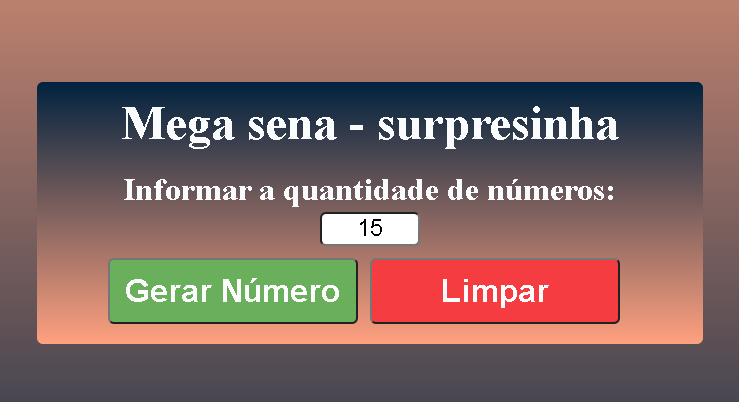 Mega sena - surpresinha
Informar a quantidade de números:
15
Gerar Número
Limpar